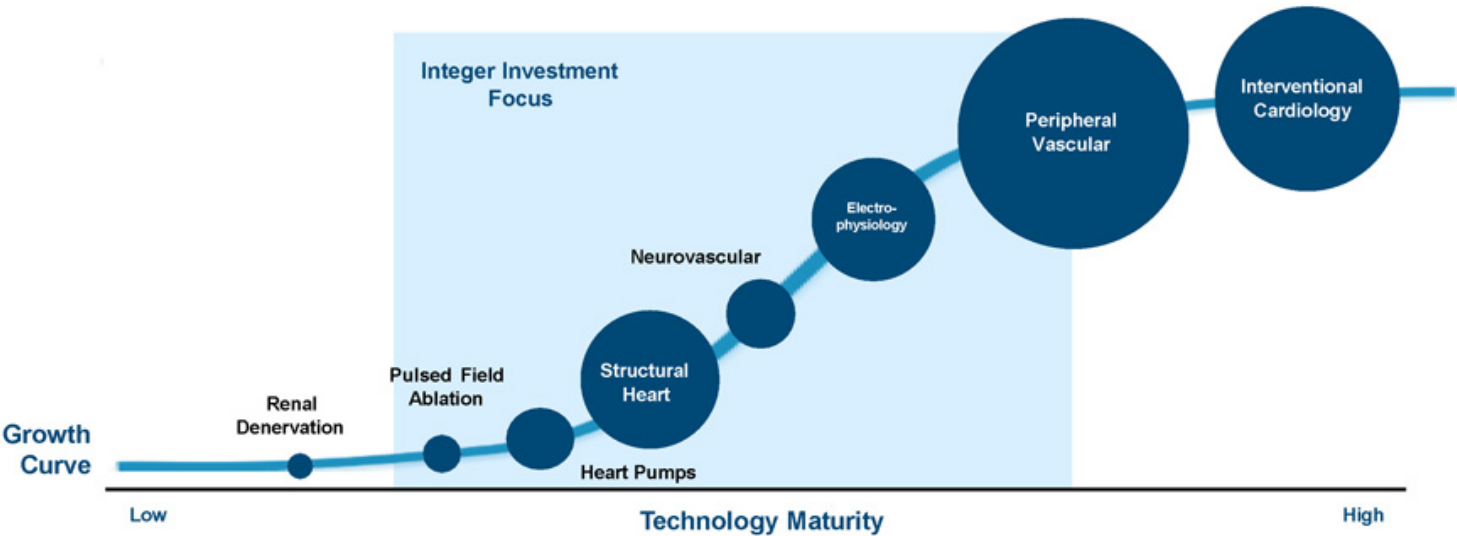 Integer Investment
Focus
Interventional
Cardiology
Peripheral
Vascular
Electro-
physiology
Neurovascular
Structural
Heart
Pulsed Field
Ablation
Renal
Denervation
Heart Pumps
Growth
Curve
Low
Technology Maturity
High